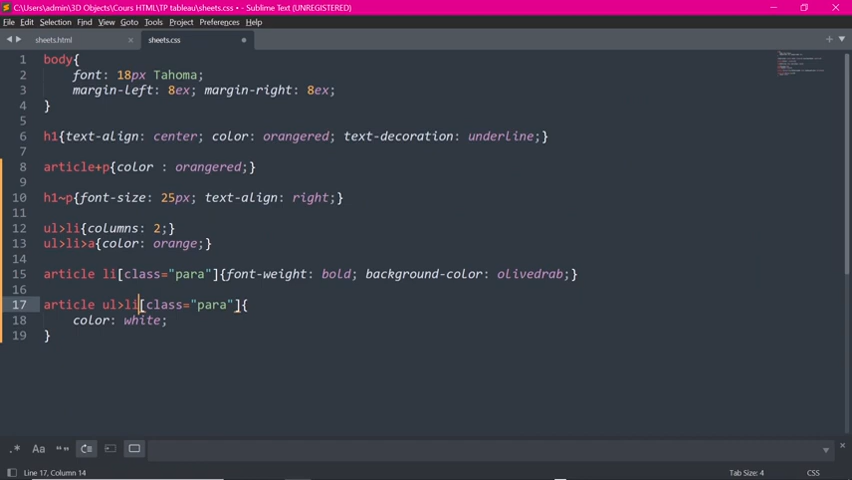 C:\Users\admin\3D Objects\Cours HTML\TP tableau\sheets.css • - Sublime Text (UNREGISTERED)
File Edit Selection Find View Goto Tools Project Preferences Help
sheets.html sheets.css
1 body{
2 font: 18px Tahoma;
3 margin-left: 8ex; margin-right: 8ex;
4 }
5
6 h1{text-align: center; color: orangered; text-decoration: underline;}
7
8 article+p{color : orangered;}
9
10 h1~p{font-size: 25px; text-align: right;}
11
12 ul>li{columns: 2;}
13 ul>li>a{color: orange;}
14
15 article li[class="para"]{font-weight: bold; background-color: olivedrab;}
16
17 article ul>li[class="para"]{
18 color: white;
19 }
.* Aa “”
Line 17, Column 14 Tab Size: 4 CSS